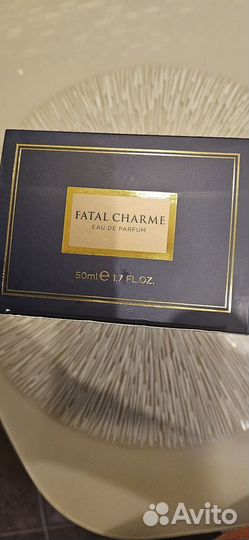 FATAL CHARME
EAU DE PARFUM
50ml e 1.7 FL.OZ.
Avito